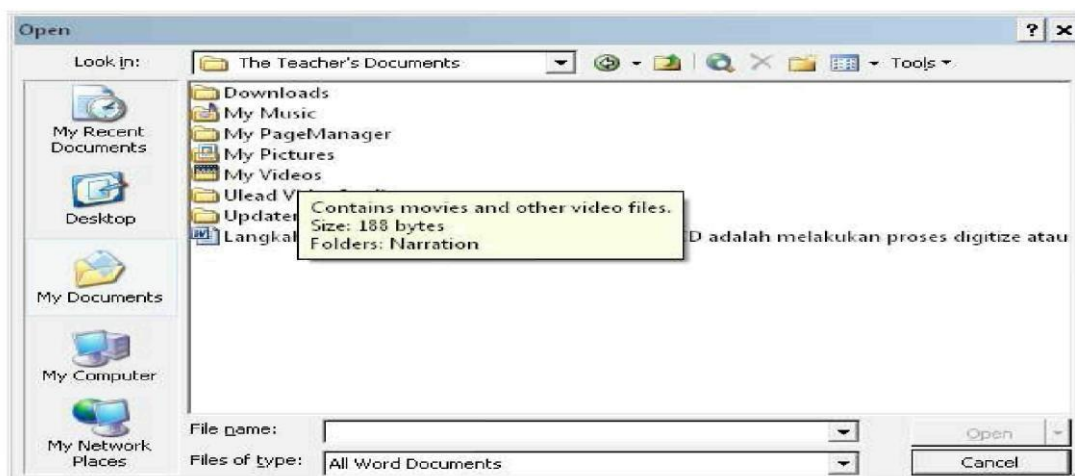 Open
Look in: The Teacher's Documents Tools
My Recent Documents
Desktop
My Documents
My Computer
My Network Places
Downloads
My Music
My PageManager
My Pictures
My Videos
Ulead
Updater
D adalah melakukan proses digitize atau
Contains movies and other video files.
Size: 188 bytes
Folders: Narration
File name:
Open
Files of type: All Word Documents
Cancel